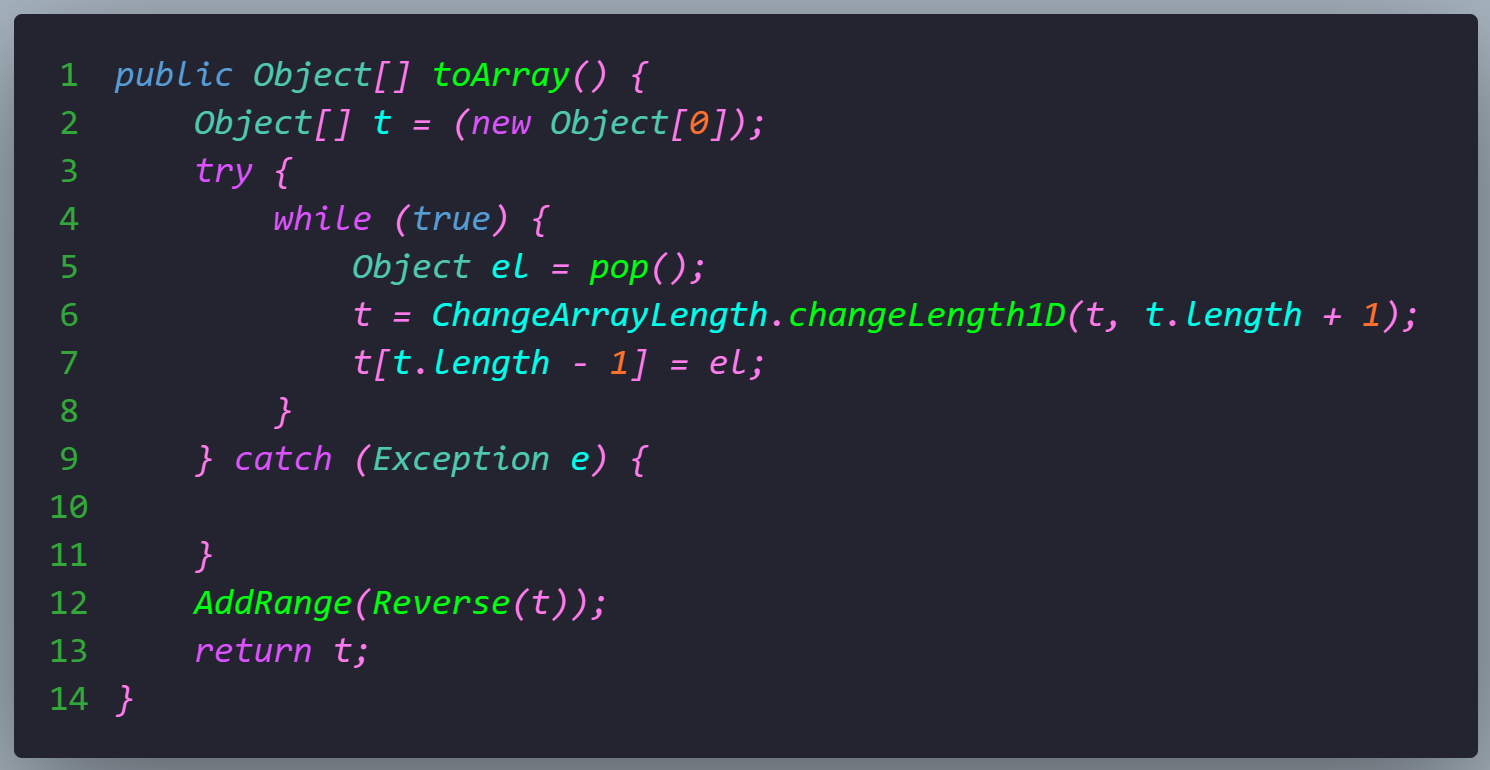 1 public Object[] toArray() {
2     Object[] t = (new Object[0]);
3     try {
4         while (true) {
5             Object el = pop();
6             t = ChangeArrayLength.changeLength1D(t, t.length + 1);
7             t[t.length - 1] = el;
8         }
9     } catch (Exception e) {
10
11     }
12     AddRange(Reverse(t));
13     return t;
14 }